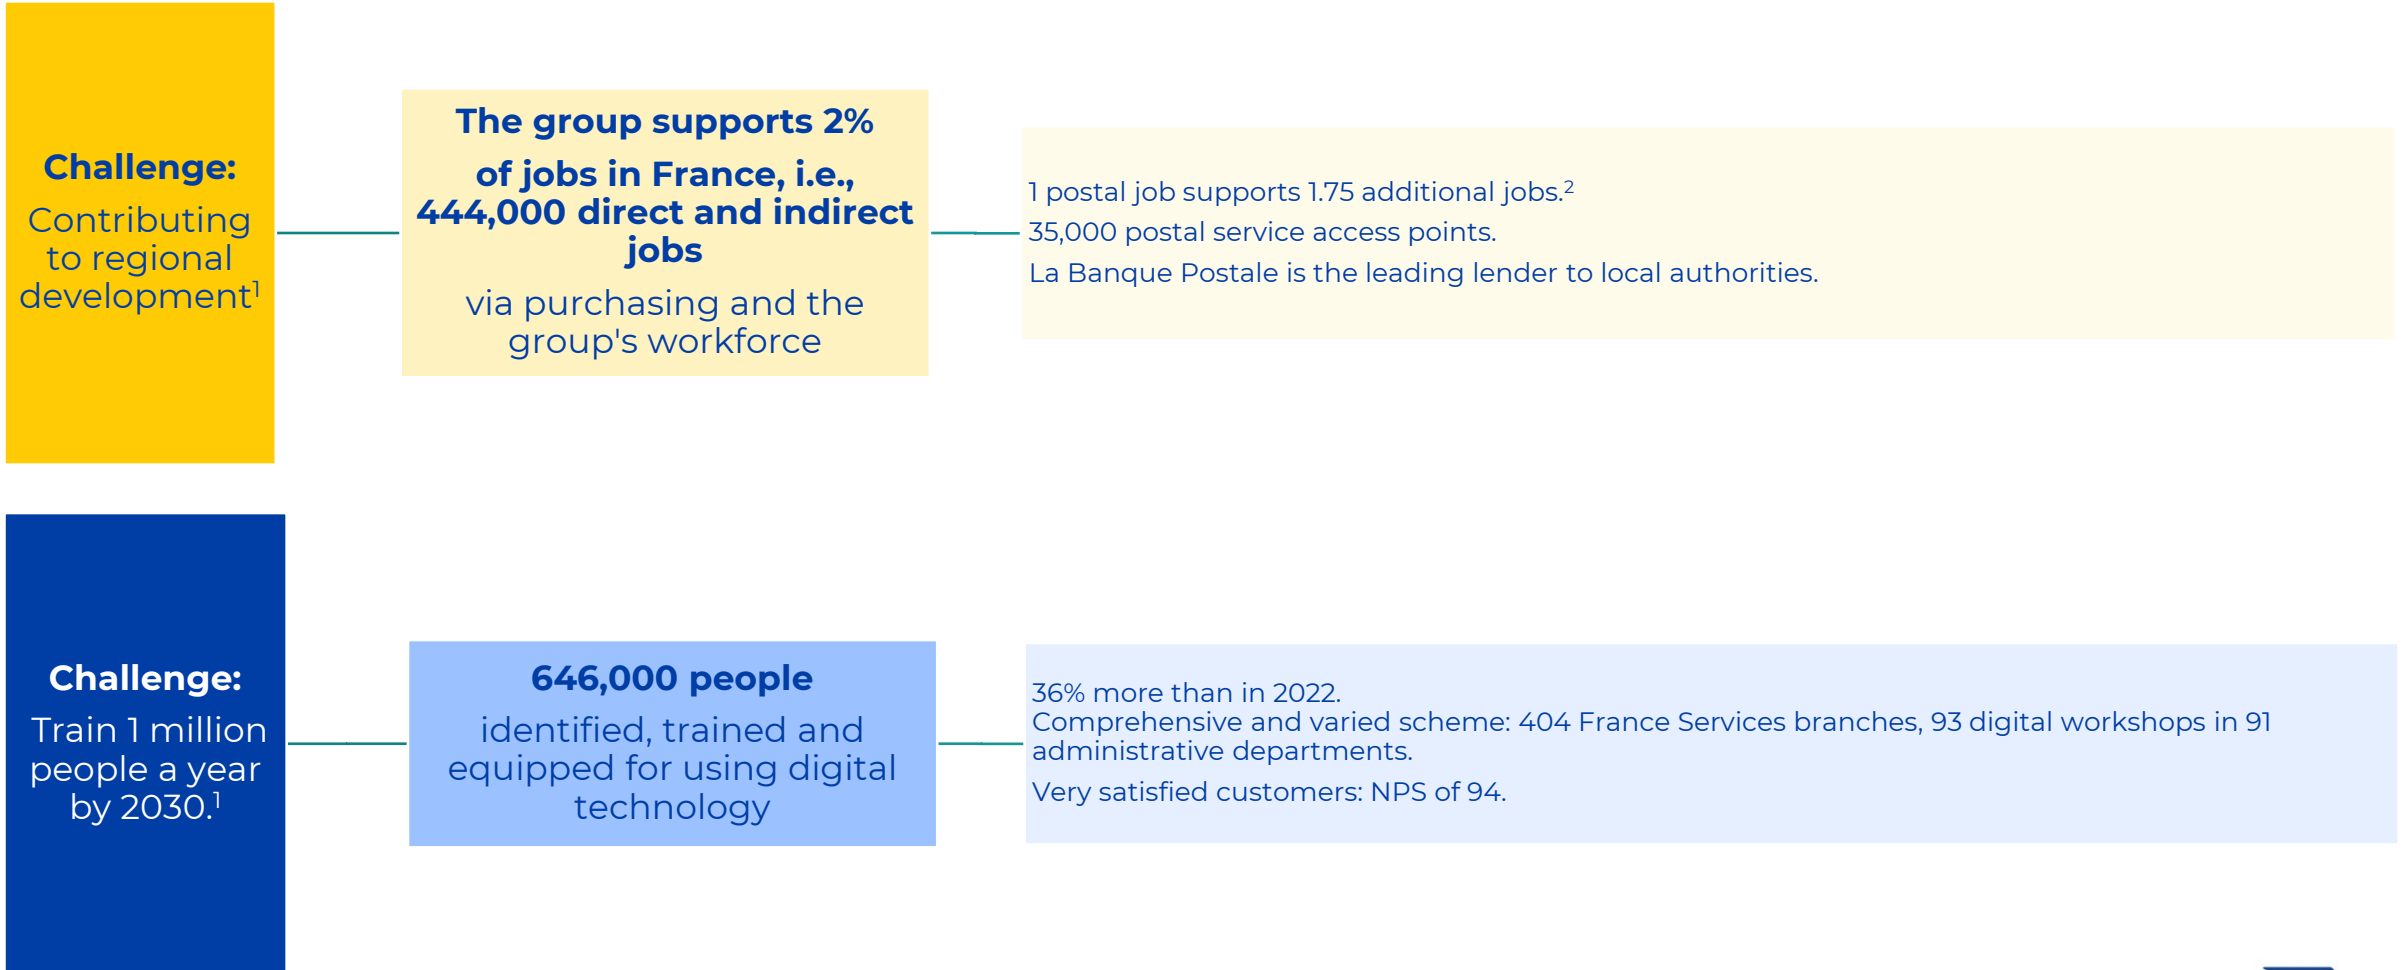 Challenge:
Contributing
to regional
development¹
The group supports 2%
of jobs in France, i.e.,
444,000 direct and indirect
jobs
via purchasing and the
group's workforce
1 postal job supports 1.75 additional jobs.²
35,000 postal service access points.
La Banque Postale is the leading lender to local authorities.
Challenge:
Train 1 million
people a year
by 2030.¹
646,000 people
identified, trained and
equipped for using digital
technology
36% more than in 2022.
Comprehensive and varied scheme: 404 France Services branches, 93 digital workshops in 91
administrative departments.
Very satisfied customers: NPS of 94.